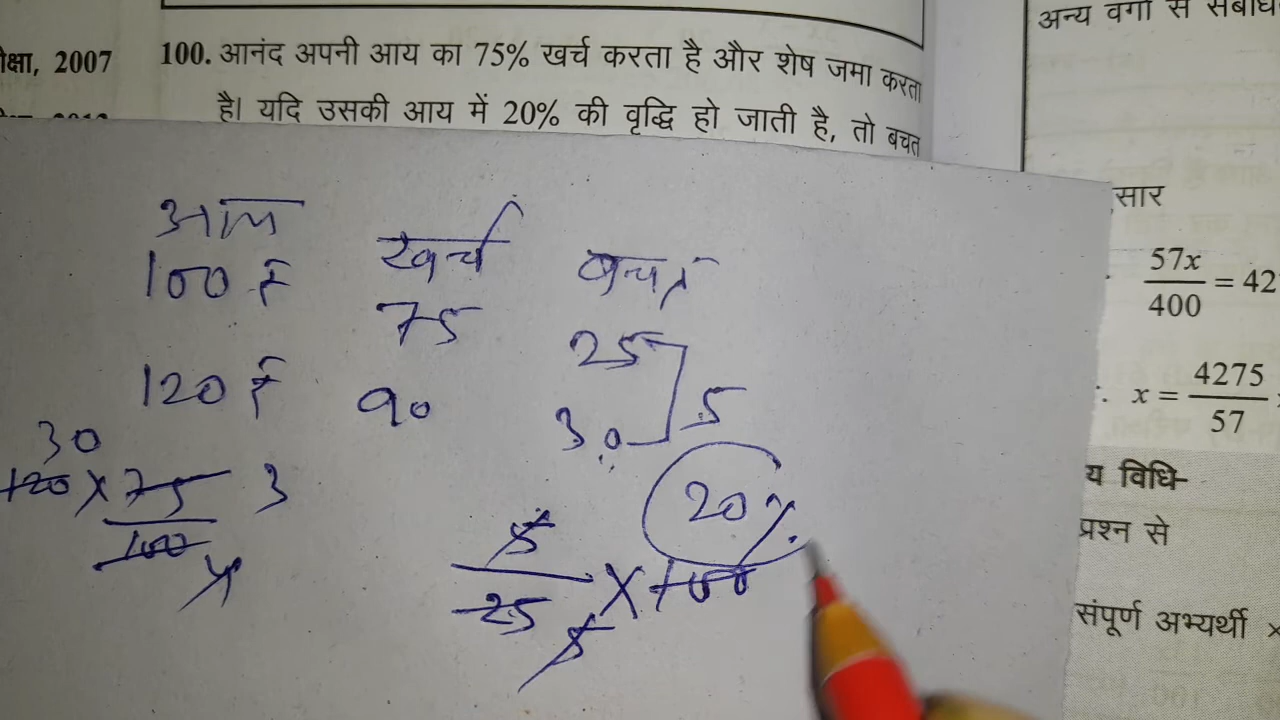 क्षा, 2007
100. आनंद अपनी आय का 75% खर्च करता है और शेष जमा करता
है। यदि उसकी आय में 20% की वृद्धि हो जाती है, तो बचत
अन्य वर्गो से संबंधि
आय खर्च बचत
100 ₹ 75 25
120 ₹ 90 30 5
30
120 × 75 3
100
20%
5
25 × 100
5
सार
57x
400 = 42
x = 4275
57
य विधि-
प्रश्न से
संपूर्ण अभ्यर्थी ×